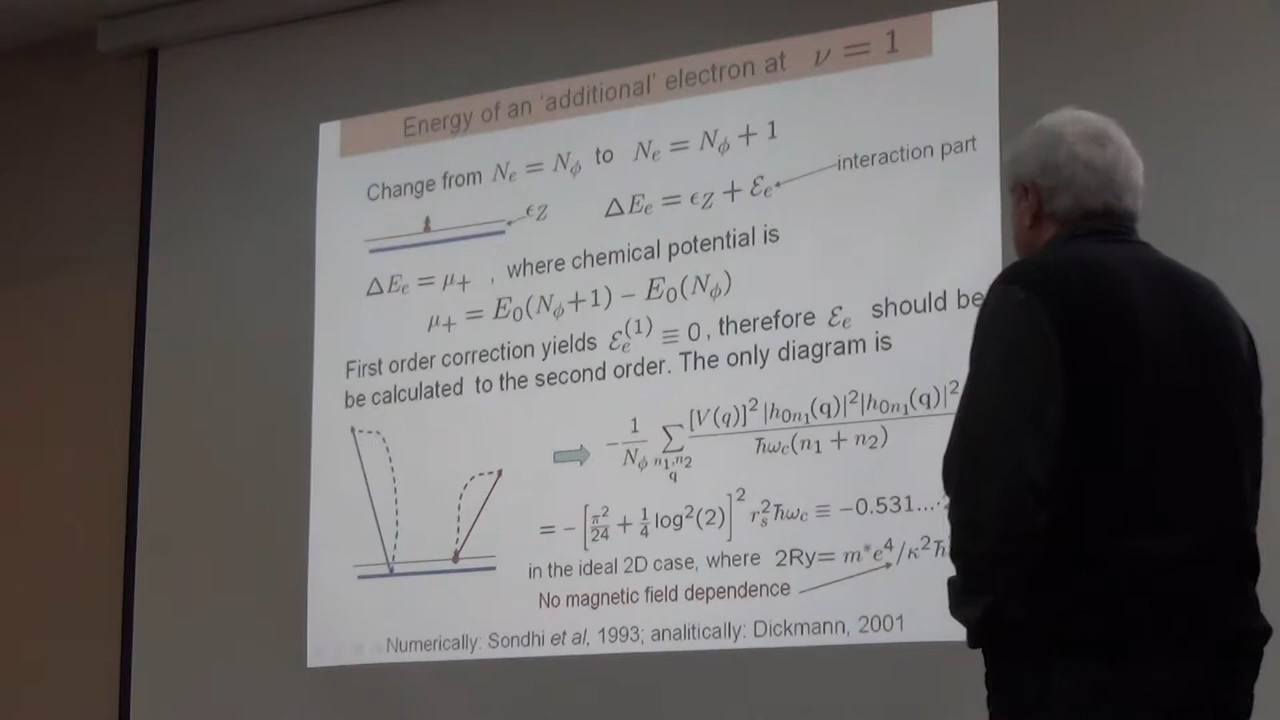 Energy of an 'additional' electron at ν = 1
Change from N_e = N_ϕ to N_e = N_ϕ + 1
interaction part
ϵ_Z
ΔE_e = ϵ_Z + ℰ_e
ΔE_e = μ_+ , where chemical potential is
μ_+ = E_0(N_ϕ+1) − E_0(N_ϕ)
First order correction yields ℰ_e^(1) ≡ 0, therefore ℰ_e should be
be calculated to the second order. The only diagram is
−1/N_ϕ ∑_{n_1,n_2 q} [V(q)]^2 |h_{0n_1}(q)|^2|h_{0n_1}(q)|^2 / ħω_c(n_1 + n_2)
= −[π^2/24 + 1/4 log^2(2)]^2 r_s^2 ħω_c ≡ −0.531...
in the ideal 2D case, where 2Ry= m*e^4/κ^2ħ
No magnetic field dependence
Numerically: Sondhi et al, 1993; analitically: Dickmann, 2001